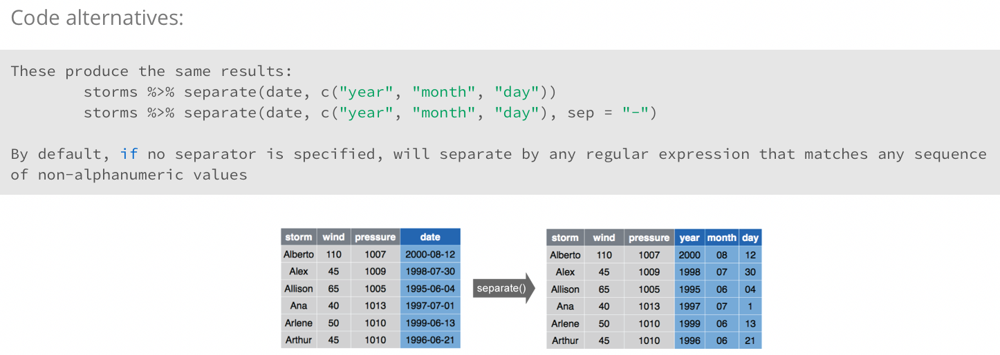 Code alternatives:
These produce the same results:
storms %>% separate(date, c("year", "month", "day"))
storms %>% separate(date, c("year", "month", "day"), sep = "-")
By default, if no separator is specified, will separate by any regular expression that matches any sequence
of non-alphanumeric values
storm wind pressure date
Alberto 110 1007 2000-08-12
Alex 45 1009 1998-07-30
Allison 65 1005 1995-06-04
Ana 40 1013 1997-07-01
Arlene 50 1010 1999-06-13
Arthur 45 1010 1996-06-21
separate()
storm wind pressure year month day
Alberto 110 1007 2000 08 12
Alex 45 1009 1998 07 30
Allison 65 1005 1995 06 04
Ana 40 1013 1997 07 1
Arlene 50 1010 1999 06 13
Arthur 45 1010 1996 06 21